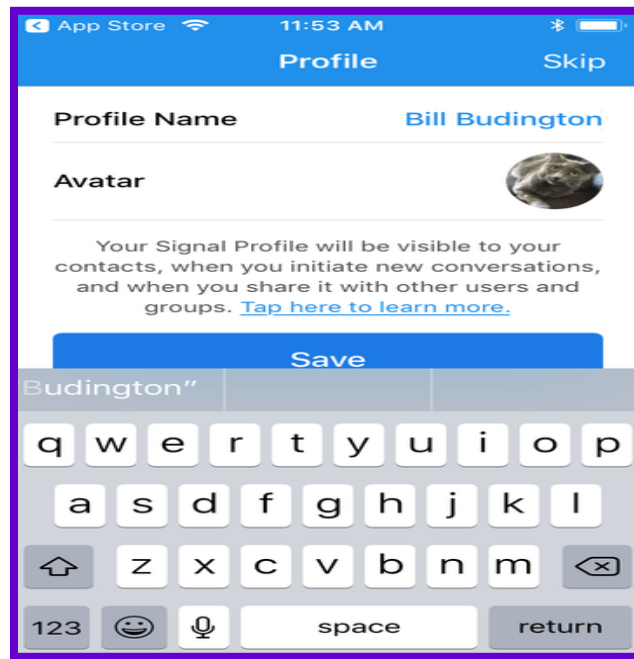 App Store 11:53 AM
Profile Skip
Profile Name Bill Budington
Avatar
Your Signal Profile will be visible to your
contacts, when you initiate new conversations,
and when you share it with other users and
groups. Tap here to learn more.
Save
Budington”
q w e r t y u i o p
a s d f g h j k l
z x c v b n m
123 space return